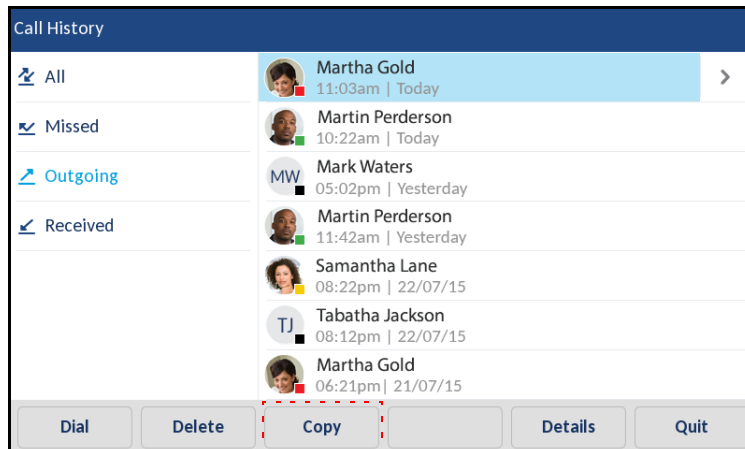 Call History
All
Missed
Outgoing
Received
Martha Gold
11:03am | Today
Martin Perderson
10:22am | Today
MW
Mark Waters
05:02pm | Yesterday
Martin Perderson
11:42am | Yesterday
Samantha Lane
08:22pm | 22/07/15
TJ
Tabatha Jackson
08:12pm | 22/07/15
Martha Gold
06:21pm| 21/07/15
Dial Delete Copy Details Quit